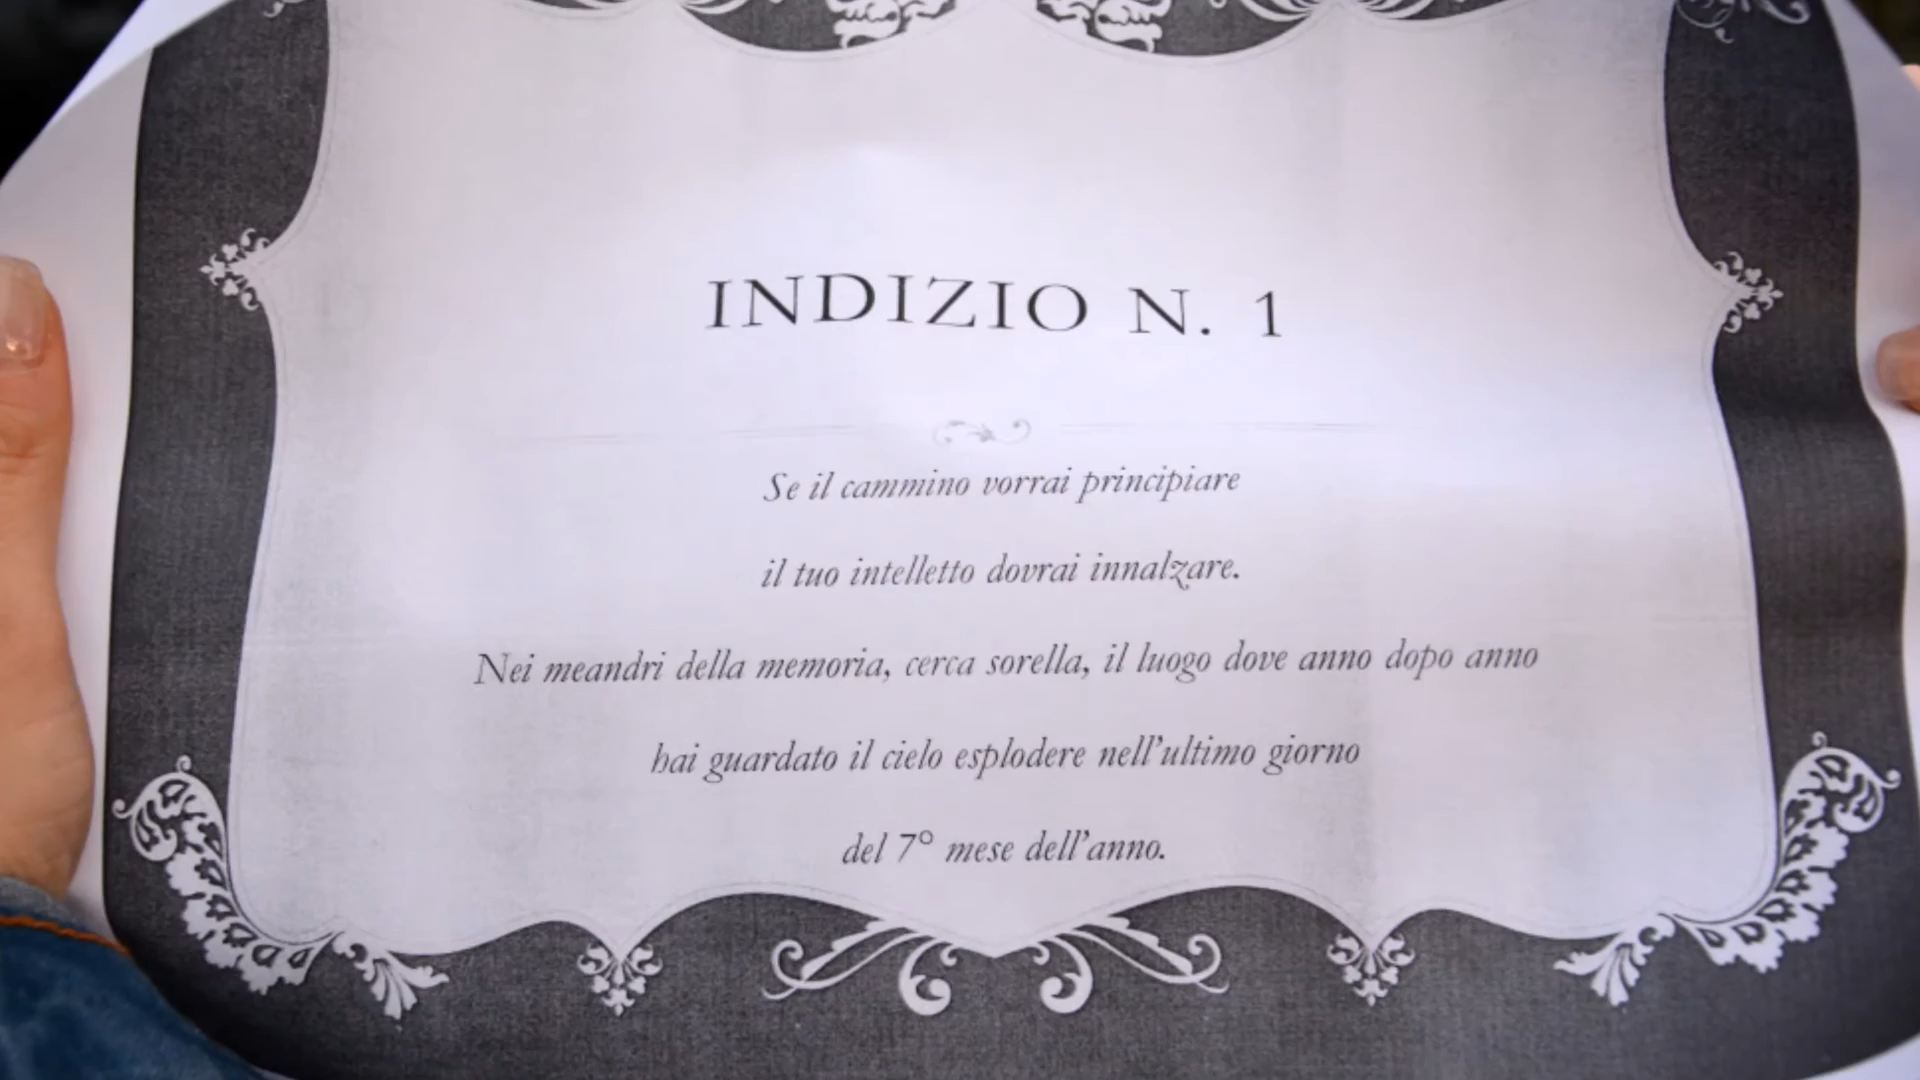 INDIZIO N. 1
Se il cammino vorrai principiare
il tuo intelletto dovrai innalzare.
Nei meandri della memoria, cerca sorella, il luogo dove anno dopo anno
hai guardato il cielo esplodere nell'ultimo giorno
del 7° mese dell'anno.